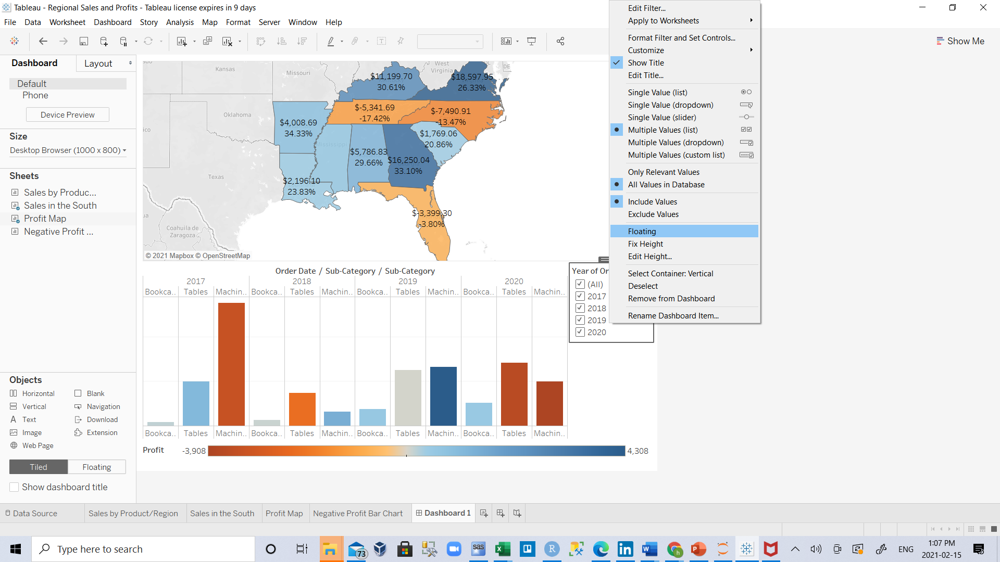 Tableau - Regional Sales and Profits - Tableau license expires in 9 days
File Data Worksheet Dashboard Story Analysis Map Format Server Window Help
Show Me
Dashboard
Layout
Default
Phone
Device Preview
Size
Desktop Browser (1000 x 800)
Sheets
Sales by Produc...
Sales in the South
Profit Map
Negative Profit ...
Objects
Horizontal
Blank
Vertical
Navigation
Text
Download
Image
Extension
Web Page
Tiled
Floating
Show dashboard title
Kansas
Missouri
West
Virginia
DE
Oklahoma
Texas
Mississippi
Coahuila de
Zaragoza
$11,199.70
30.61%
$18,597.95
26.33%
$-5,341.69
-17.42%
$-7,490.91
-13.47%
$4,008.69
34.33%
$1,769.06
20.86%
$5,786.83
29.66%
$16,250.04
33.10%
$2,196.10
23.83%
$-3,399.30
-3.80%
© 2021 Mapbox © OpenStreetMap
Order Date / Sub-Category / Sub-Category
2017 2018 2019 2020
Bookca.. Tables Machin.. Bookca.. Tables Machin.. Bookca.. Tables Machin.. Bookca.. Tables Machin..
Bookca.. Tables Machin.. Bookca.. Tables Machin.. Bookca.. Tables Machin.. Bookca.. Tables Machin..
Profit
-3,908
4,308
Year of Or
(All)
2017
2018
2019
2020
Edit Filter...
Apply to Worksheets
Format Filter and Set Controls...
Customize
Show Title
Edit Title...
Single Value (list)
Single Value (dropdown)
Single Value (slider)
Multiple Values (list)
Multiple Values (dropdown)
Multiple Values (custom list)
Only Relevant Values
All Values in Database
Include Values
Exclude Values
Floating
Fix Height
Edit Height...
Select Container: Vertical
Deselect
Remove from Dashboard
Rename Dashboard Item...
Data Source
Sales by Product/Region
Sales in the South
Profit Map
Negative Profit Bar Chart
Dashboard 1
Type here to search
73
sas
ENG
1:07 PM
2021-02-15